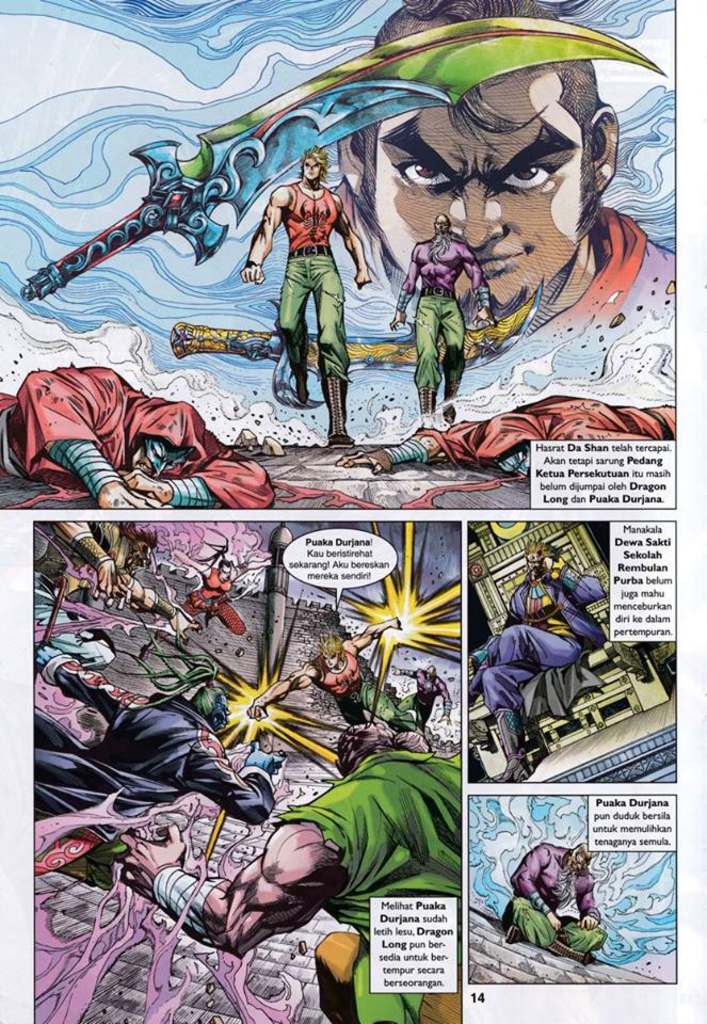 Hasrat Da Shan telah tercapai.
Akan tetapi sarung Pedang
Ketua Persekutuan itu masih
belum dijumpai oleh Dragon
Long dan Puaka Durjana.
Puaka Durjana!
Kau beristirehat
sekarang! Aku bereskan
mereka sendiri!
Melihat Puaka
Durjana sudah
letih lesu, Dragon
Long pun ber-
sedia untuk ber-
tempur secara
berseorangan.
Manakala
Dewa Sakti
Sekolah
Rembulan
Purba belum
juga mahu
menceburkan
diri ke dalam
pertempuran.
Puaka Durjana
pun duduk bersila
untuk memulihkan
tenaganya semula.
14